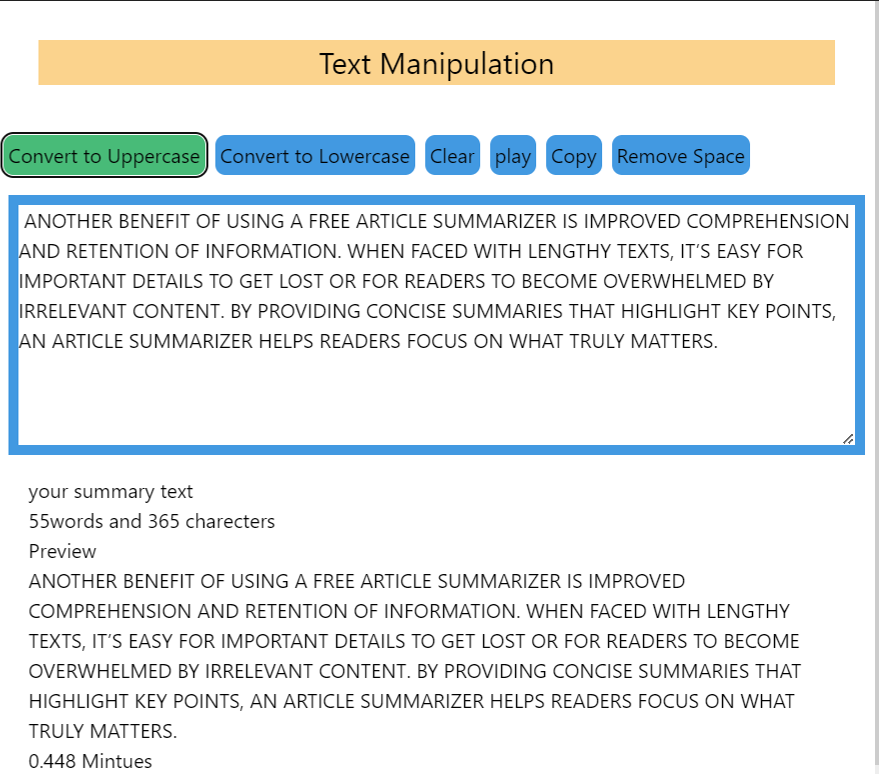 Text Manipulation
Convert to Uppercase Convert to Lowercase Clear play Copy Remove Space
ANOTHER BENEFIT OF USING A FREE ARTICLE SUMMARIZER IS IMPROVED COMPREHENSION
AND RETENTION OF INFORMATION. WHEN FACED WITH LENGTHY TEXTS, IT’S EASY FOR
IMPORTANT DETAILS TO GET LOST OR FOR READERS TO BECOME OVERWHELMED BY
IRRELEVANT CONTENT. BY PROVIDING CONCISE SUMMARIES THAT HIGHLIGHT KEY POINTS,
AN ARTICLE SUMMARIZER HELPS READERS FOCUS ON WHAT TRULY MATTERS.
your summary text
55words and 365 charecters
Preview
ANOTHER BENEFIT OF USING A FREE ARTICLE SUMMARIZER IS IMPROVED
COMPREHENSION AND RETENTION OF INFORMATION. WHEN FACED WITH LENGTHY
TEXTS, IT’S EASY FOR IMPORTANT DETAILS TO GET LOST OR FOR READERS TO BECOME
OVERWHELMED BY IRRELEVANT CONTENT. BY PROVIDING CONCISE SUMMARIES THAT
HIGHLIGHT KEY POINTS, AN ARTICLE SUMMARIZER HELPS READERS FOCUS ON WHAT
TRULY MATTERS.
0.448 Mintues